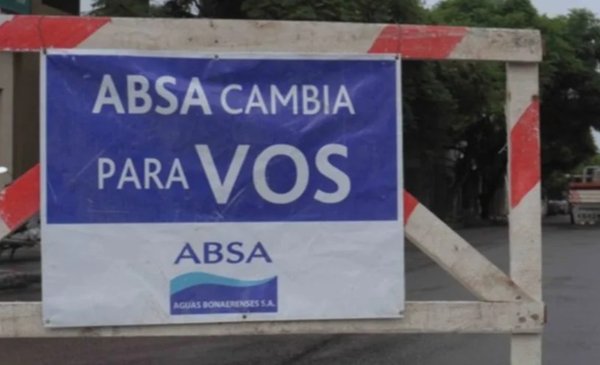 ABSA CAMBIA
PARA VOS
ABSA
AGUAS BONAERENSES S.A.